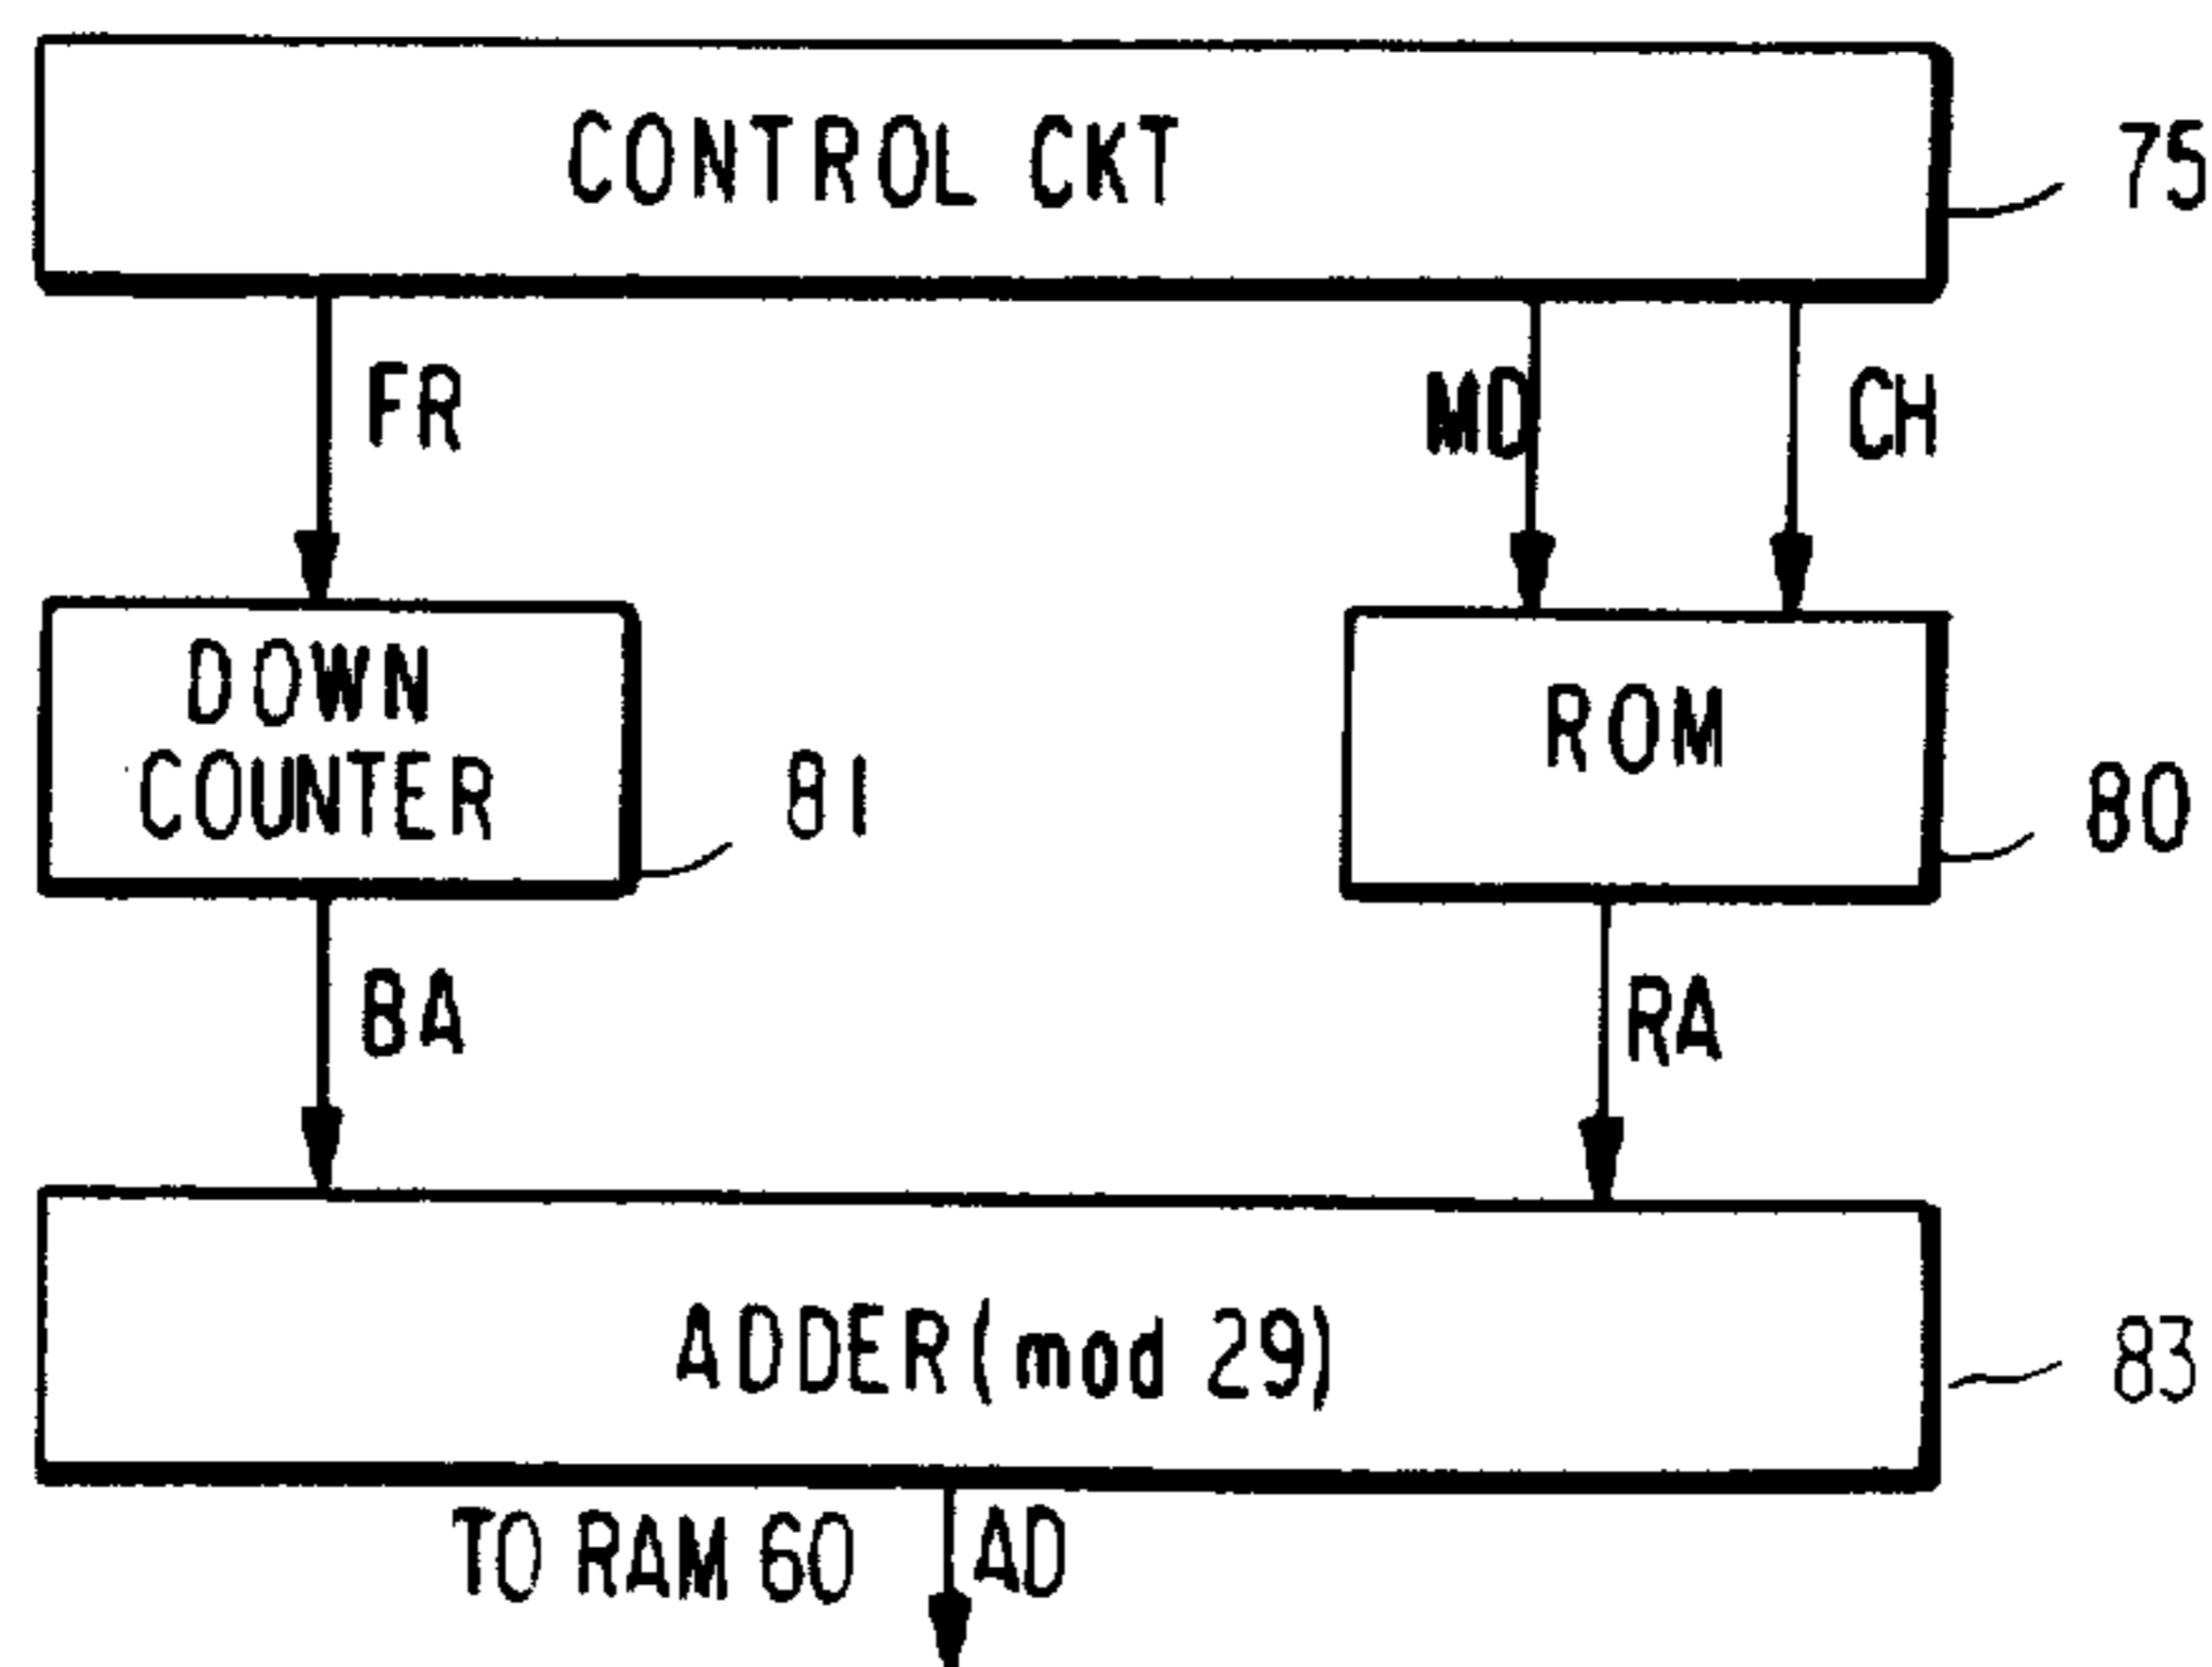 CONTROL CKT
75
FR
MD
CH
DOWN
COUNTER
81
ROM
80
BA
RA
ADDER(mod 29)
83
TO RAM 60
AD